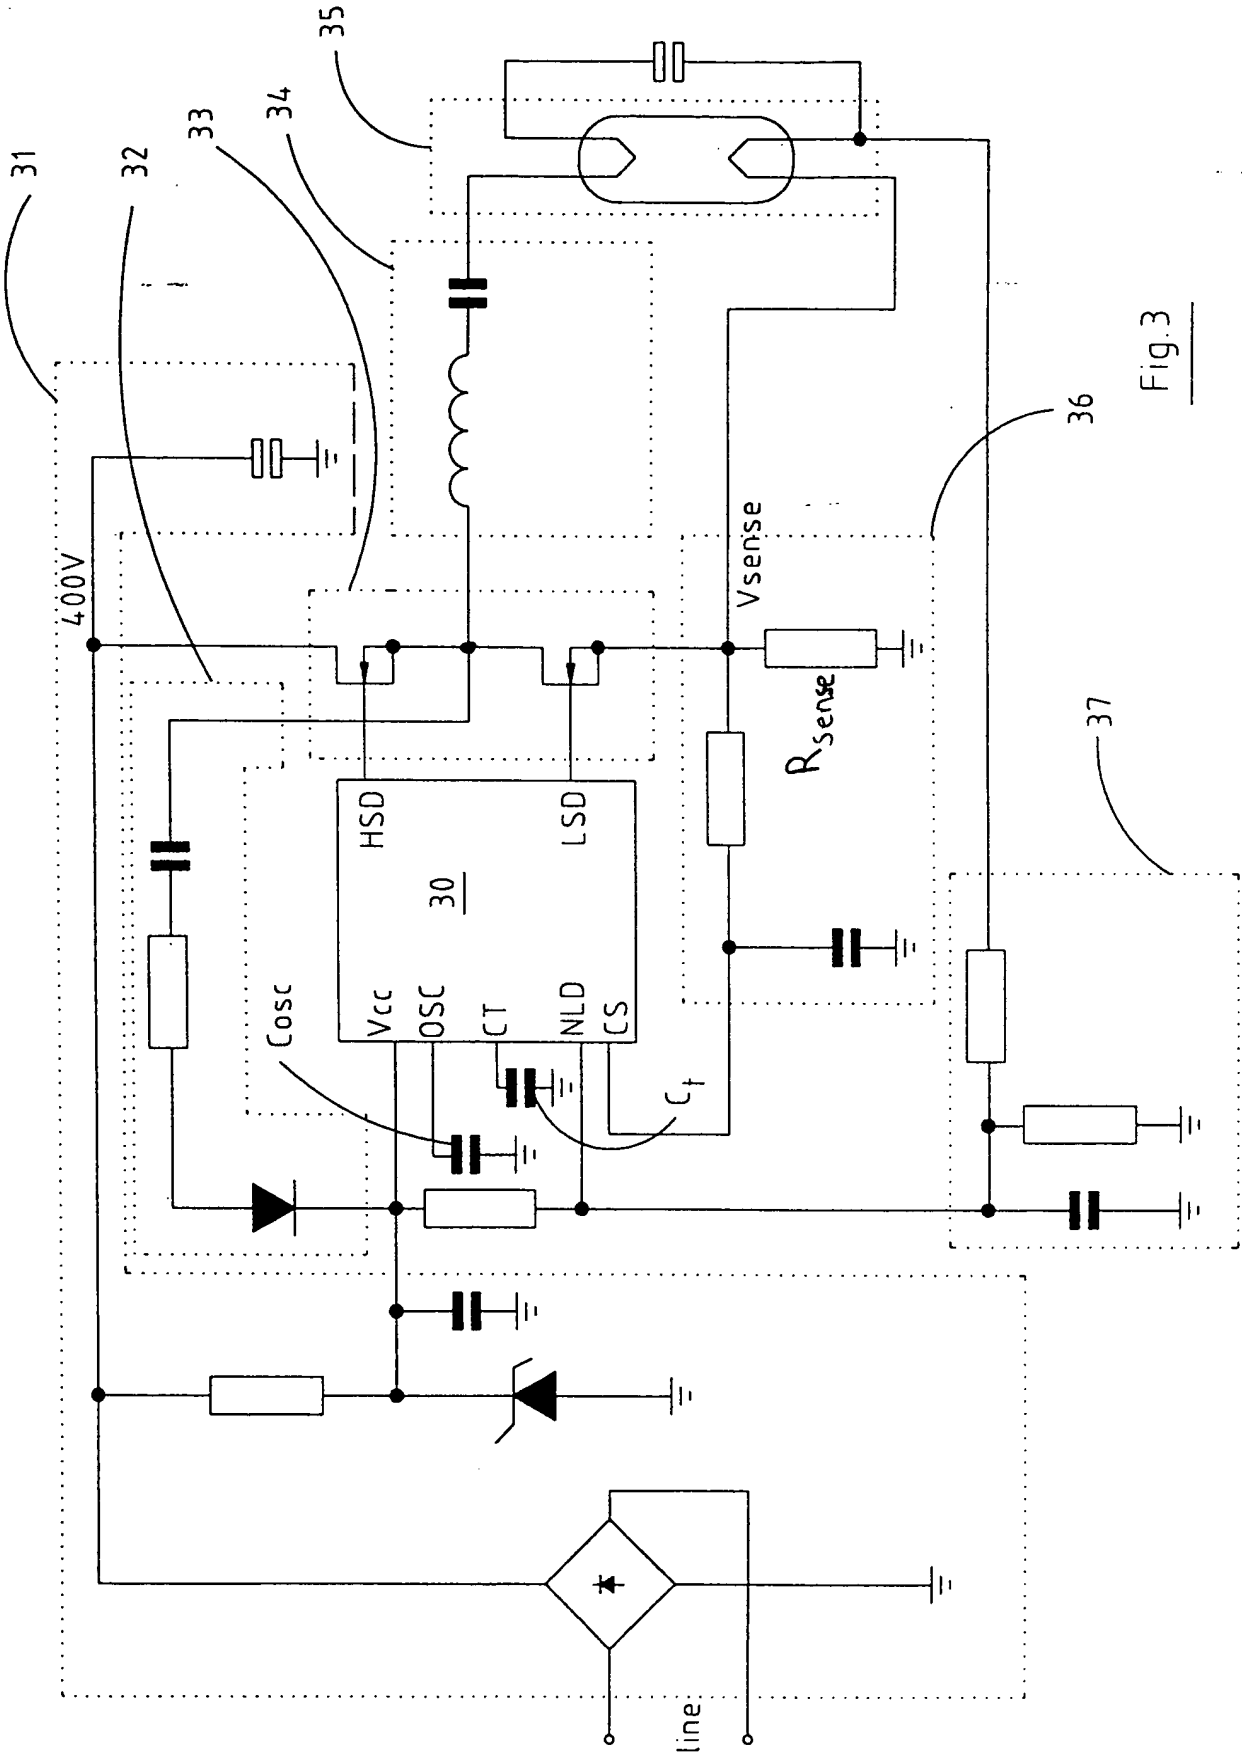 31
32
33
34
35
400V
Cosc
30
HSD
LSD
Vcc
OSC
CT
NLD
CS
Ct
Vsense
Rsense
36
37
line
Fig.3